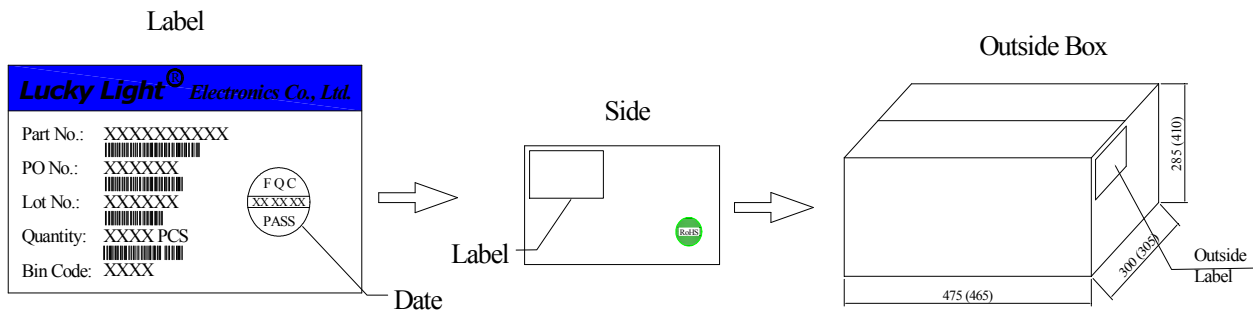 Label
Lucky Light® Electronics Co., Ltd.
Part No.: XXXXXXXXXX
PO No.: XXXXXX
Lot No.: XXXXXX
Quantity: XXXX PCS
Bin Code: XXXX
FQC
XX XX XX
PASS
Date
Side
RoHS
Label
Outside Box
285 (410)
300 (305)
475 (465)
Outside
Label